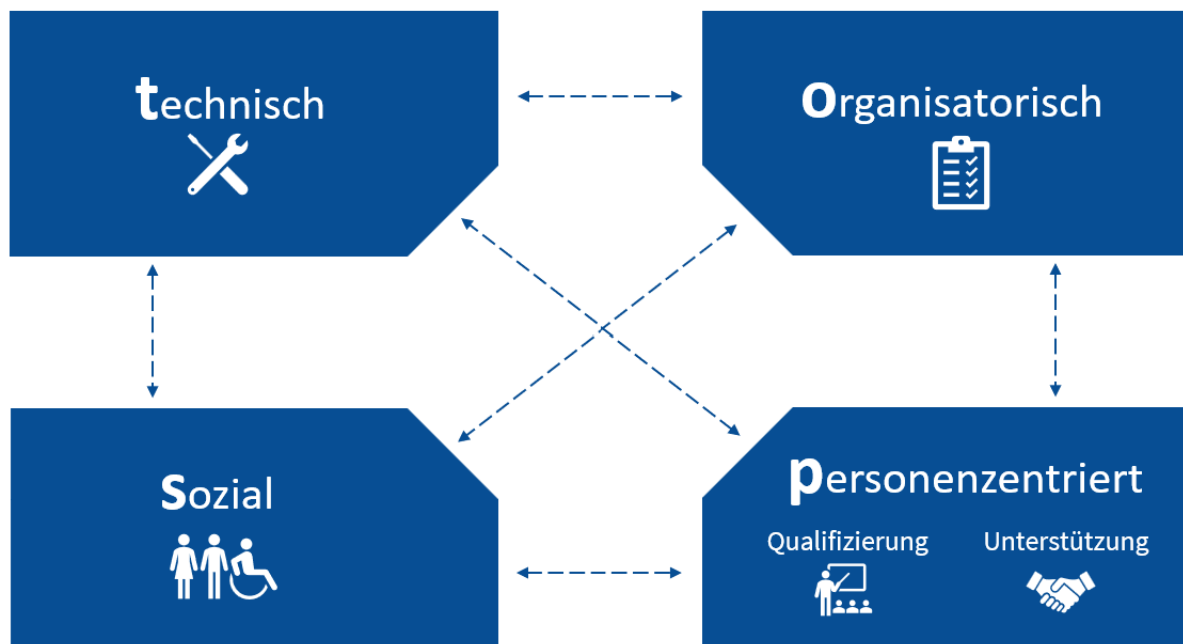 technisch
organisatorisch
sozial
personenzentriert
Qualifizierung
Unterstützung